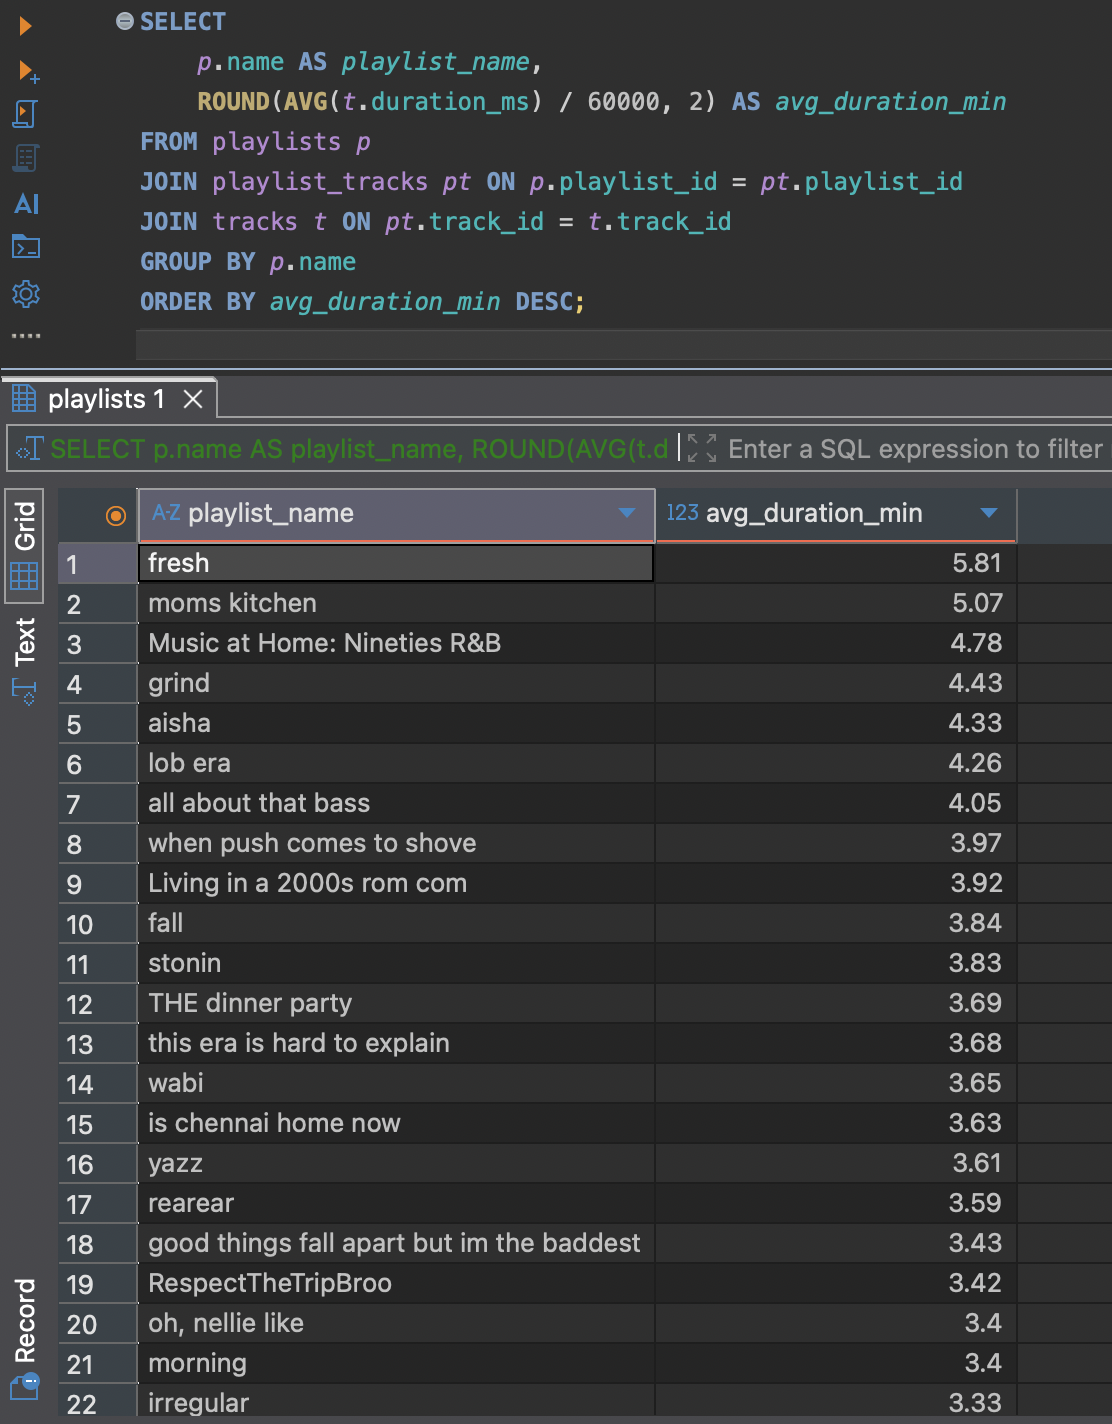 SELECT
p.name AS playlist_name,
ROUND(AVG(t.duration_ms) / 60000, 2) AS avg_duration_min
FROM playlists p
JOIN playlist_tracks pt ON p.playlist_id = pt.playlist_id
JOIN tracks t ON pt.track_id = t.track_id
GROUP BY p.name
ORDER BY avg_duration_min DESC;
AI
playlists 1
SELECT p.name AS playlist_name, ROUND(AVG(t.d
Enter a SQL expression to filter
Grid
Text
Record
A-Z playlist_name 123 avg_duration_min
1 fresh 5.81
2 moms kitchen 5.07
3 Music at Home: Nineties R&B 4.78
4 grind 4.43
5 aisha 4.33
6 lob era 4.26
7 all about that bass 4.05
8 when push comes to shove 3.97
9 Living in a 2000s rom com 3.92
10 fall 3.84
11 stonin 3.83
12 THE dinner party 3.69
13 this era is hard to explain 3.68
14 wabi 3.65
15 is chennai home now 3.63
16 yazz 3.61
17 rearear 3.59
18 good things fall apart but im the baddest 3.43
19 RespectTheTripBroo 3.42
20 oh, nellie like 3.4
21 morning 3.4
22 irregular 3.33